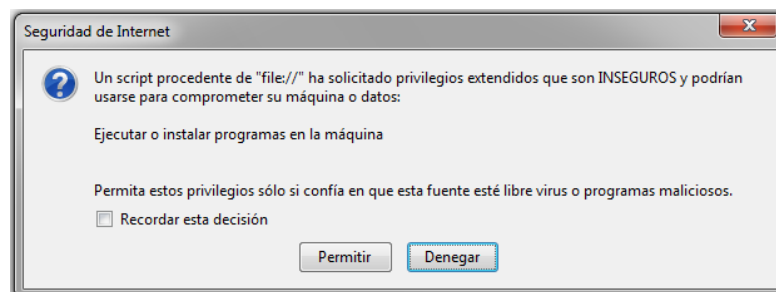 Seguridad de Internet
Un script procedente de "file://" ha solicitado privilegios extendidos que son INSEGUROS y podrían
usarse para comprometer su máquina o datos:
Ejecutar o instalar programas en la máquina
Permita estos privilegios sólo si confía en que esta fuente esté libre virus o programas maliciosos.
Recordar esta decisión
Permitir
Denegar